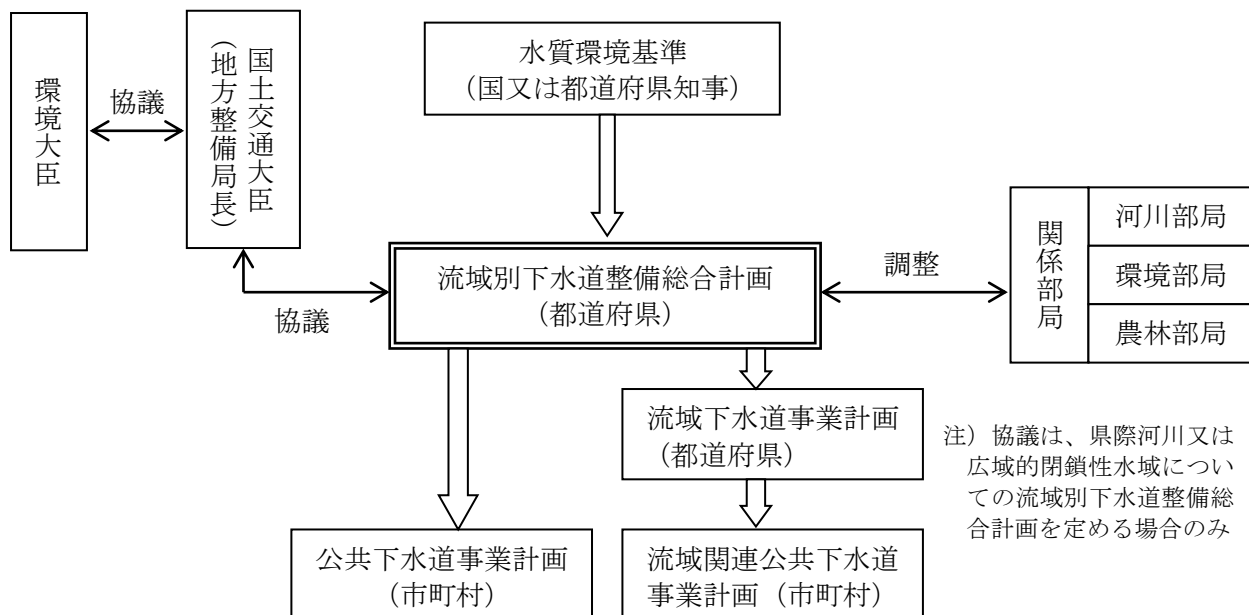 環境大臣
協議
国土交通大臣
(地方整備局長)
水質環境基準
(国又は都道府県知事)
協議
流域別下水道整備総合計画
(都道府県)
調整
関係部局
河川部局
環境部局
農林部局
流域下水道事業計画
(都道府県)
注）協議は、県際河川又は
広域的閉鎖性水域につい
ての流域別下水道整備総
合計画を定める場合のみ
公共下水道事業計画
(市町村)
流域関連公共下水道
事業計画（市町村）